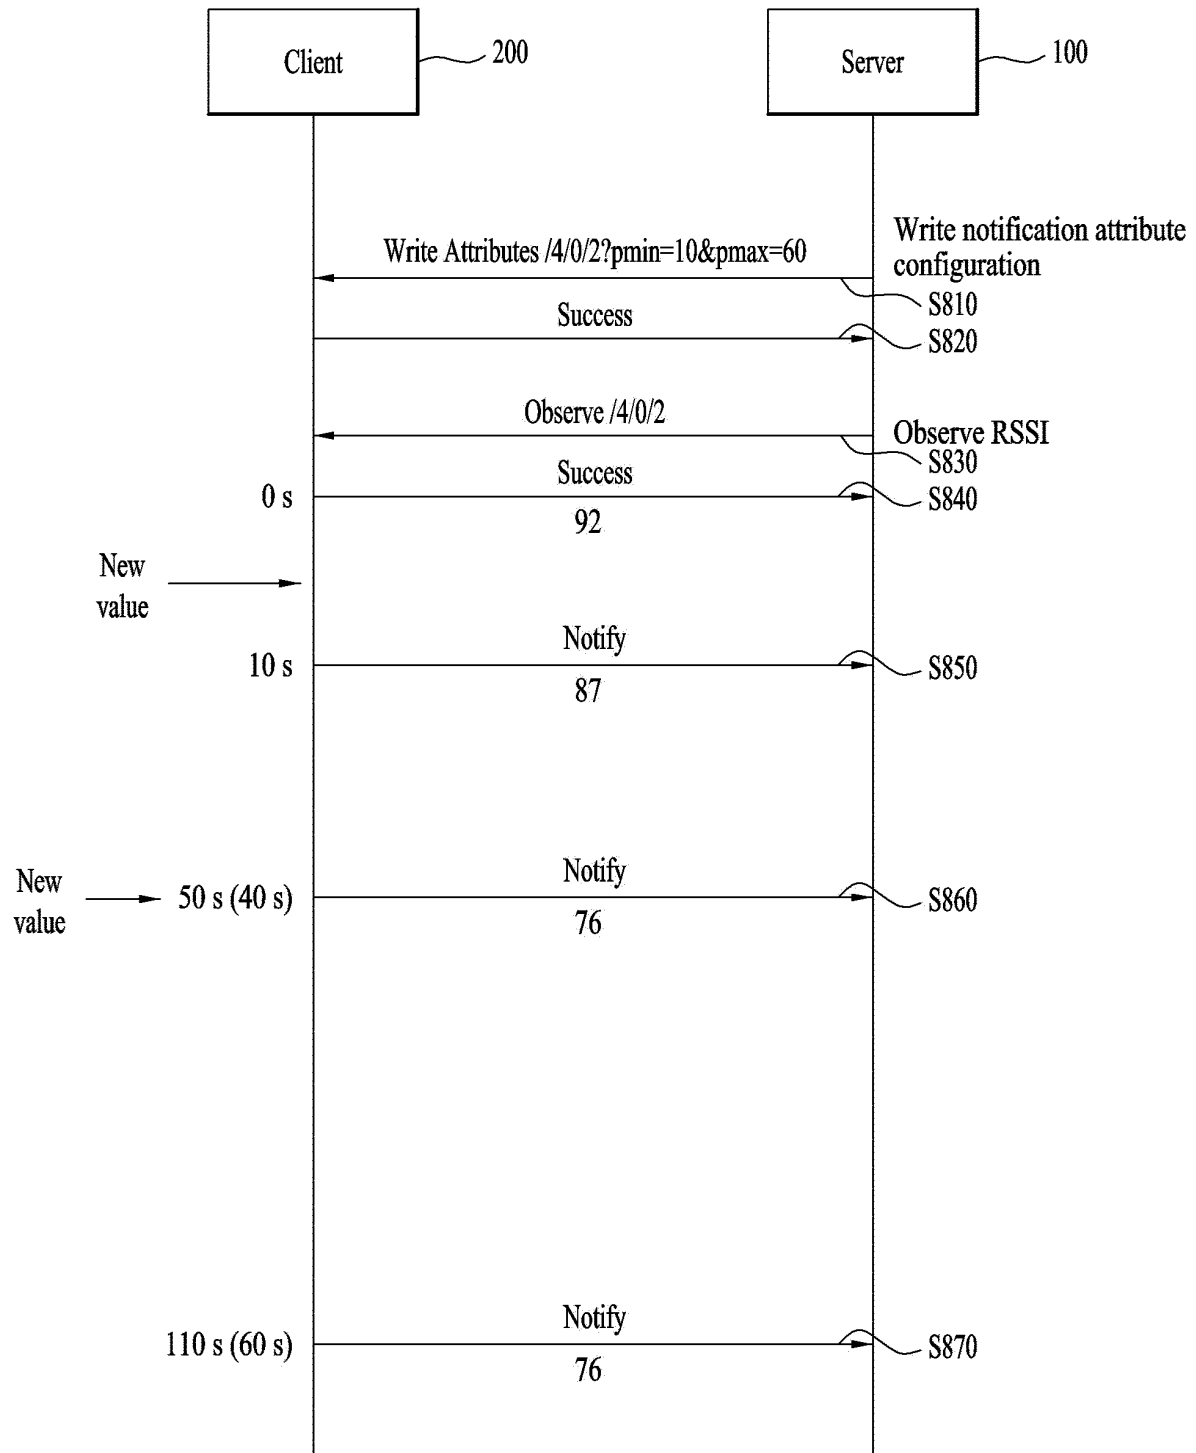 Client
200
Server
100
Write Attributes /4/0/2?pmin=10&pmax=60
Write notification attribute
configuration
S810
Success
S820
Observe /4/0/2
Observe RSSI
S830
Success
0 s
S840
92
New
value
Notify
10 s
S850
87
New
value
Notify
50 s (40 s)
S860
76
Notify
110 s (60 s)
S870
76